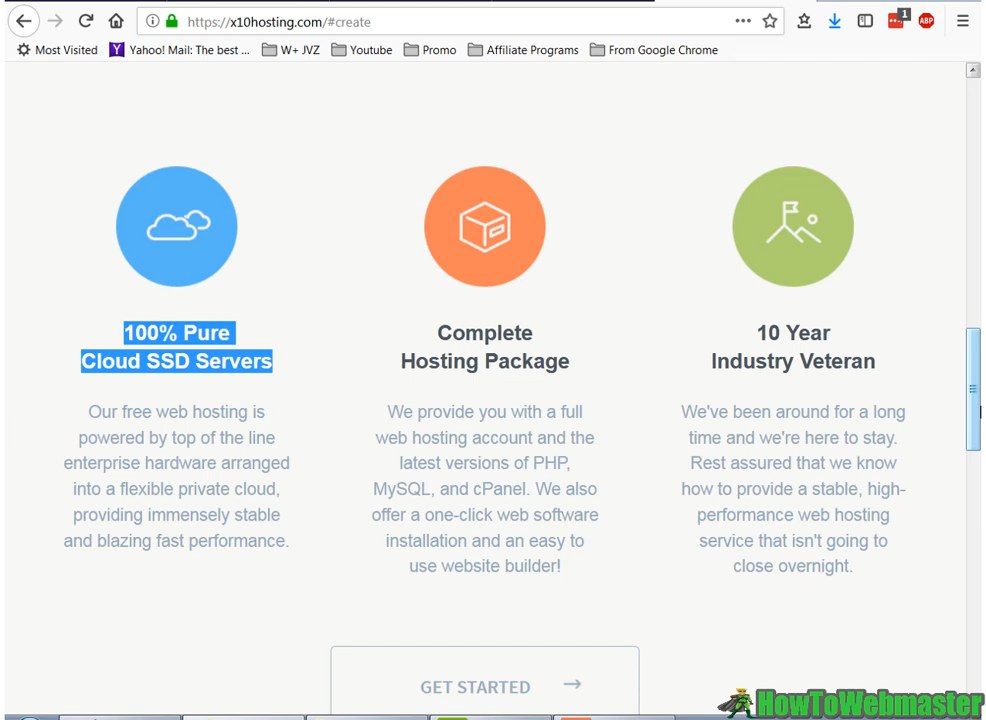 https://x10hosting.com/#create
1
ABP
Most Visited
Yahoo! Mail: The best ...
W+ JVZ
Youtube
Promo
Affiliate Programs
From Google Chrome
100% Pure
Cloud SSD Servers
Our free web hosting is
powered by top of the line
enterprise hardware arranged
into a flexible private cloud,
providing immensely stable
and blazing fast performance.
Complete
Hosting Package
We provide you with a full
web hosting account and the
latest versions of PHP,
MySQL, and cPanel. We also
offer a one-click web software
installation and an easy to
use website builder!
10 Year
Industry Veteran
We've been around for a long
time and we're here to stay.
Rest assured that we know
how to provide a stable, high-
performance web hosting
service that isn't going to
close overnight.
GET STARTED
HowToWebmaster